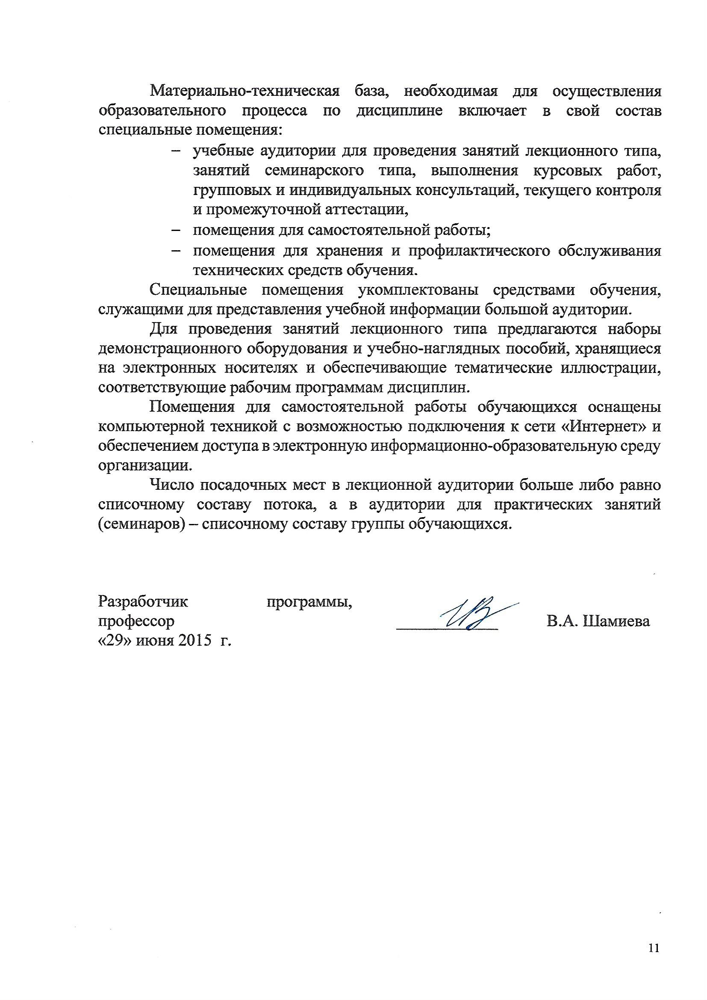 Материально-техническая база, необходимая для осуществления
образовательного процесса по дисциплине включает в свой состав
специальные помещения:
– учебные аудитории для проведения занятий лекционного типа,
занятий семинарского типа, выполнения курсовых работ,
групповых и индивидуальных консультаций, текущего контроля
и промежуточной аттестации,
– помещения для самостоятельной работы;
– помещения для хранения и профилактического обслуживания
технических средств обучения.
Специальные помещения укомплектованы средствами обучения,
служащими для представления учебной информации большой аудитории.
Для проведения занятий лекционного типа предлагаются наборы
демонстрационного оборудования и учебно-наглядных пособий, хранящиеся
на электронных носителях и обеспечивающие тематические иллюстрации,
соответствующие рабочим программам дисциплин.
Помещения для самостоятельной работы обучающихся оснащены
компьютерной техникой с возможностью подключения к сети «Интернет» и
обеспечением доступа в электронную информационно-образовательную среду
организации.
Число посадочных мест в лекционной аудитории больше либо равно
списочному составу потока, а в аудитории для практических занятий
(семинаров) – списочному составу группы обучающихся.
Разработчик программы,
профессор В.А. Шамиева
«29» июня 2015 г.
11